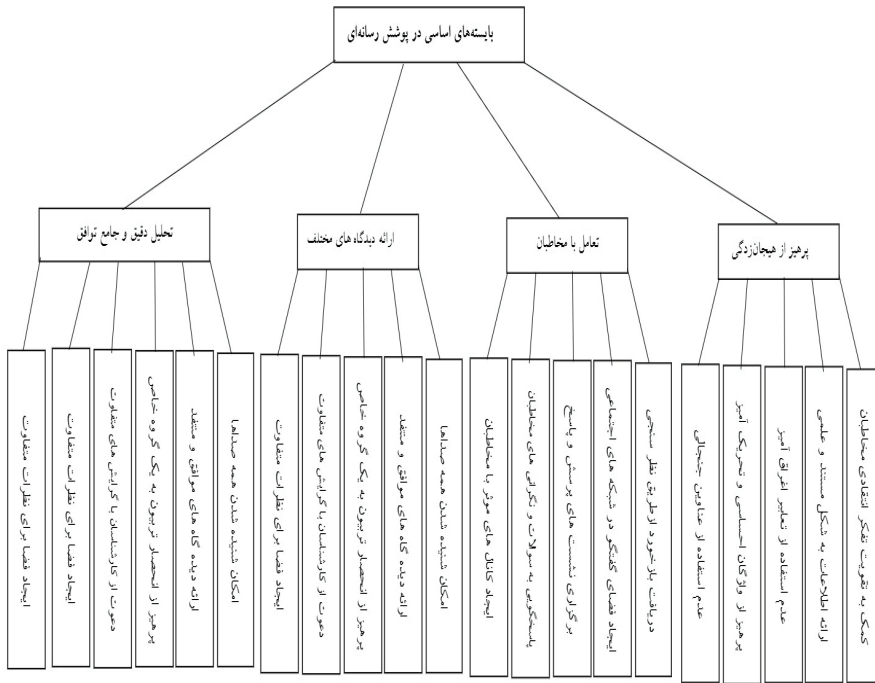 بایسته‌های اساسی در پوشش رسانه‌ای
پرهیز از هیجان‌زدگی
تعامل با مخاطبان
ارائه دیدگاه های مختلف
تحلیل دقیق و جامع توافق
کمک به تقویت تفکر انتقادی مخاطبان
ارائه اطلاعات به شکل مستند و علمی
عدم استفاده از تعابیر اغراق آمیز
پرهیز از واژگان احساسی و تحریک آمیز
عدم استفاده از عناوین جنجالی
دریافت بازخورد ازطریق نظر سنجی
ایجاد فضای گفتگو در شبکه های اجتماعی
برگزاری نشست های پرسش و پاسخ
پاسخگویی به سوالات و نگرانی های مخاطبان
ایجاد کانال های موثر با مخاطبان
امکان شنیده شدن همه صداها
ارائه دیده گاه های موافق و منتقد
پرهیز از انحصار تربیون به یک گروه خاص
دعوت از کارشناسان با گرایش های متفاوت
ایجاد فضا برای نظرات متفاوت
امکان شنیده شدن همه صداها
ارائه دیده گاه های موافق و منتقد
پرهیز از انحصار تربیون به یک گروه خاص
دعوت از کارشناسان با گرایش های متفاوت
ایجاد فضا برای نظرات متفاوت
ایجاد فضا برای نظرات متفاوت